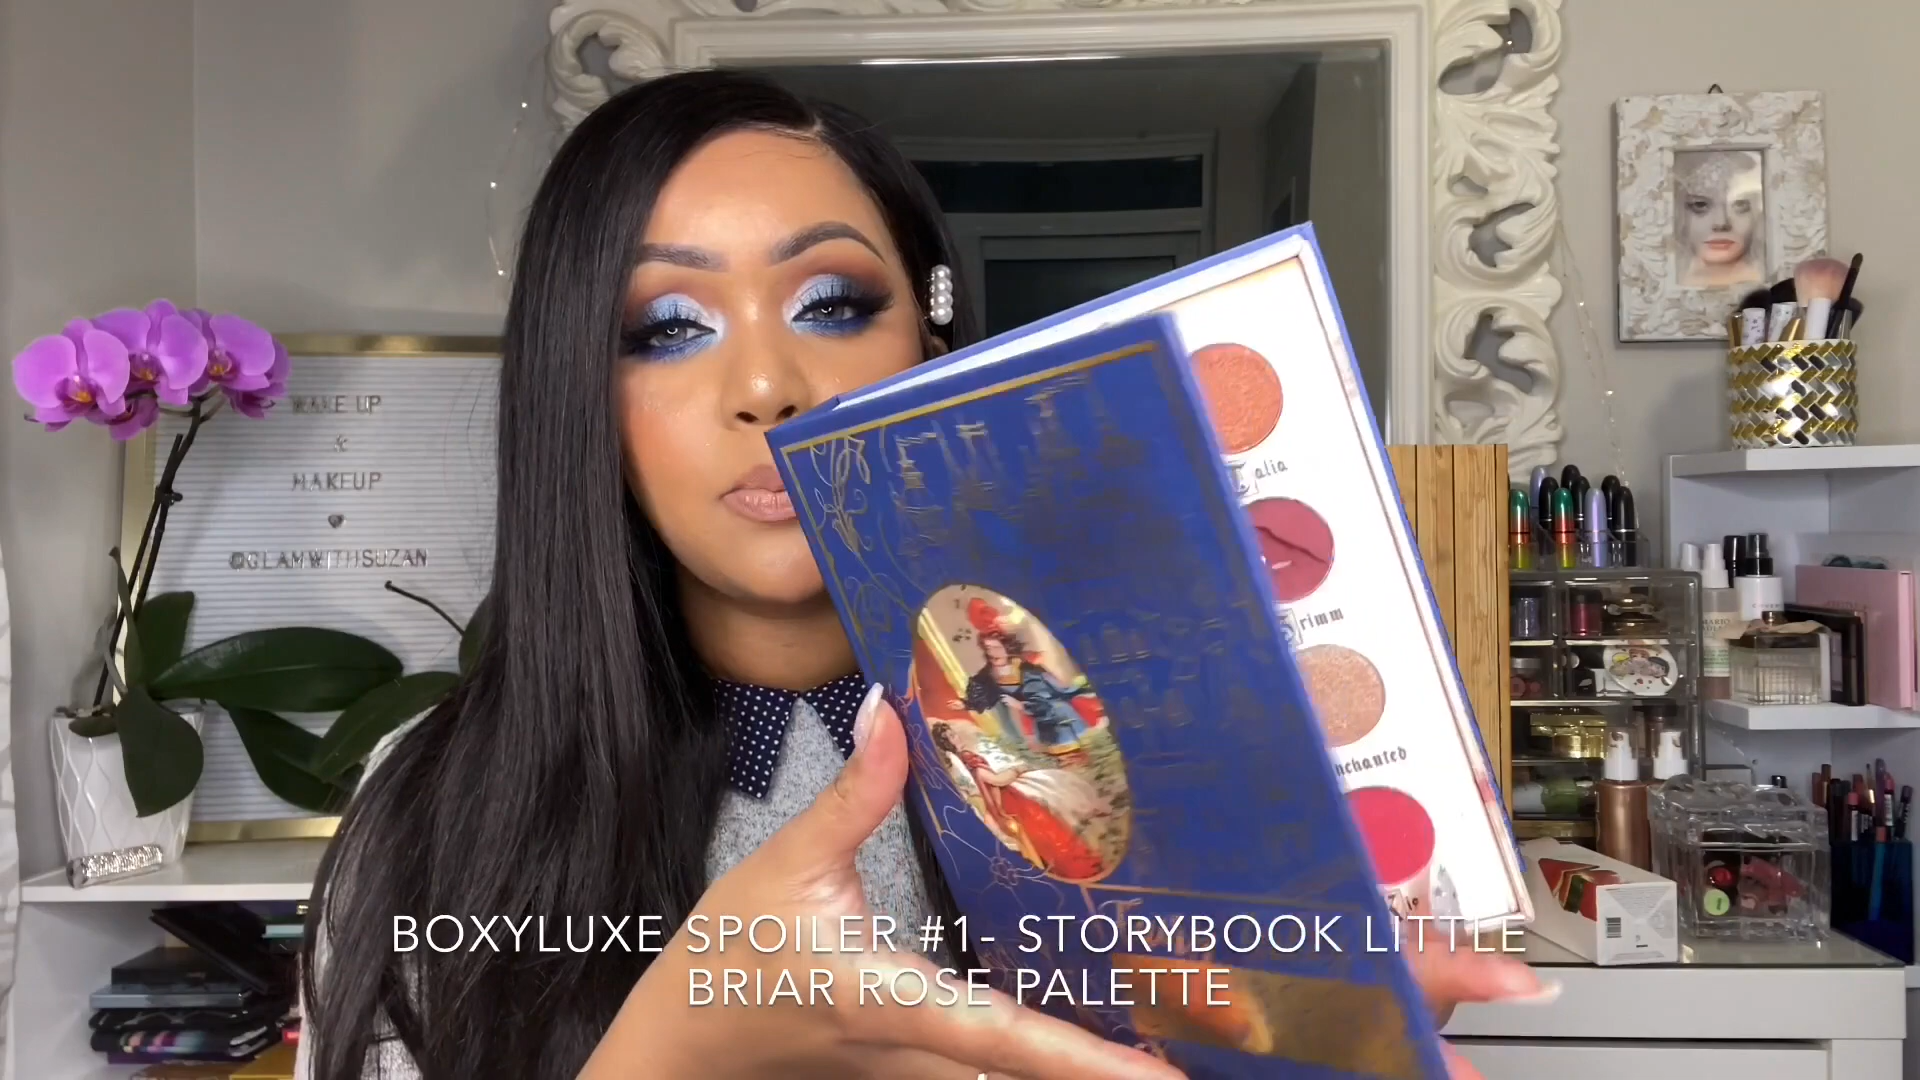 WAKE UP
&
MAKEUP
@GLAMWITHSUZAN
alia
rimm
nchanted
BOXYLUXE SPOILER #1- STORYBOOK LITTLE
BRIAR ROSE PALETTE